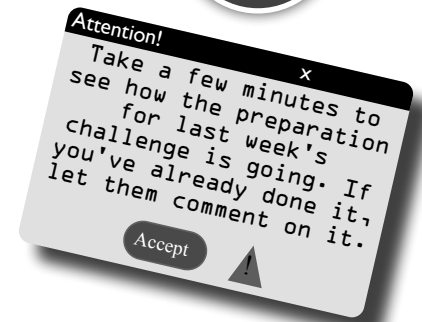 Attention!
x
Take a few minutes to
see how the preparation
for last week's
challenge is going. If
you've already done it,
let them comment on it.
Accept
!